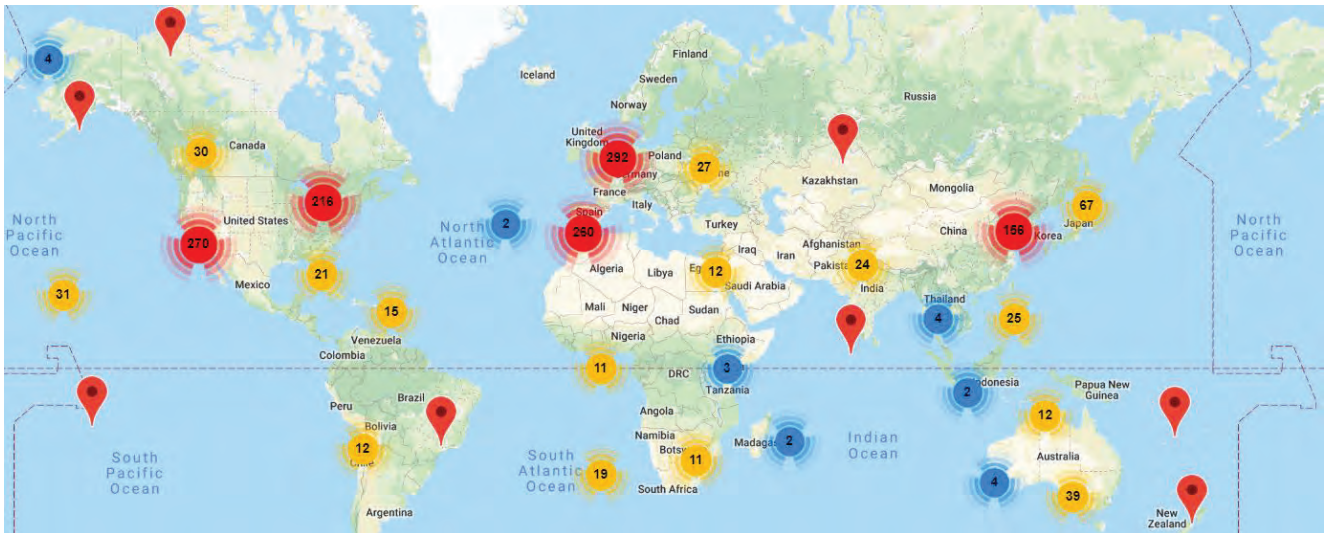 4
Iceland
Finland
Sweden
Norway
Russia
30
Canada
United
Kingdom
292
Poland
27
Germany
Kazakhstan
Mongolia
France
216
United States
Spain
Italy
Turkey
67
Japan
270
North
Pacific
Ocean
2
North
Atlantic
Ocean
260
156
China
Korea
North
Pacific
Ocean
Iraq
Iran
Afghanistan
21
Mexico
Algeria
Libya
12
Saudi Arabia
24
India
31
15
Mali
Niger
Chad
Sudan
Thailand
4
25
Venezuela
Colombia
Nigeria
Ethiopia
11
DRC
3
Tanzania
2
Indonesia
Papua New
Guinea
Peru
Brazil
Angola
12
Bolivia
12
Chile
Namibia
Botsw
11
Madagas
2
Indian
Ocean
Australia
South
Pacific
Ocean
South
Atlantic
Ocean
19
South Africa
4
39
Argentina
New
Zealand